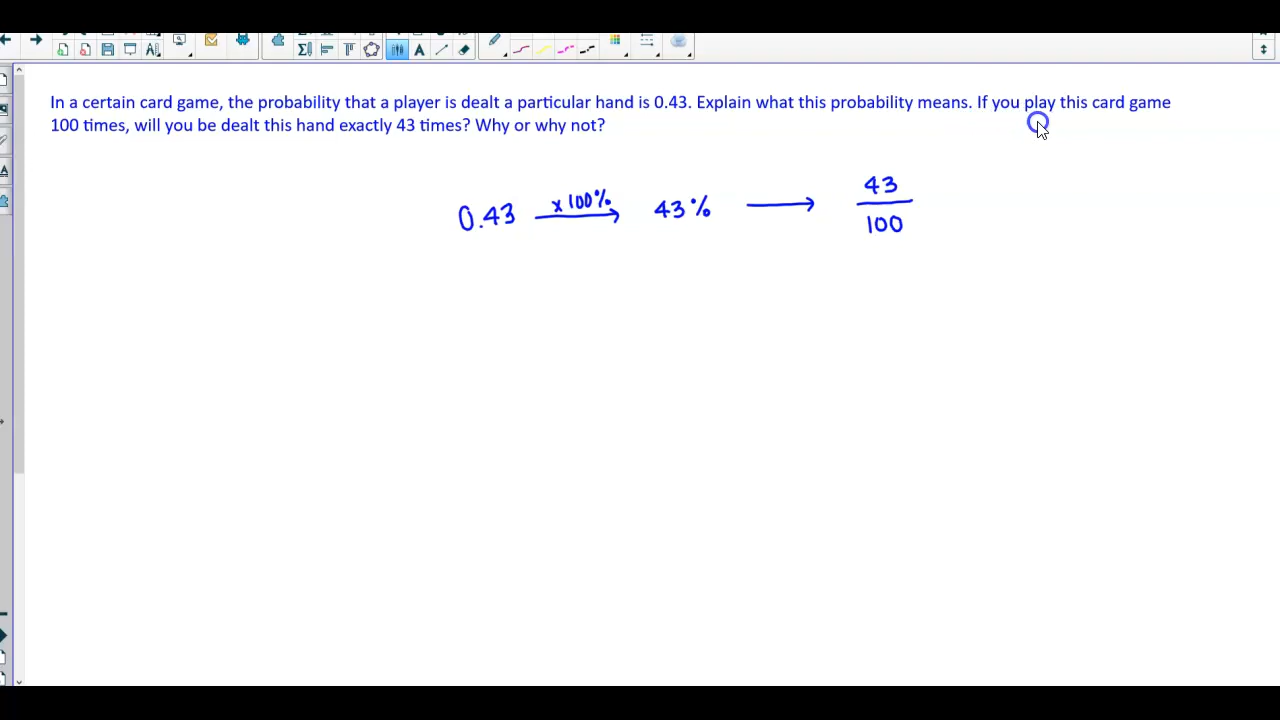 In a certain card game, the probability that a player is dealt a particular hand is 0.43. Explain what this probability means. If you play this card game
100 times, will you be dealt this hand exactly 43 times? Why or why not?
0.43 x 100% 43% 43
100